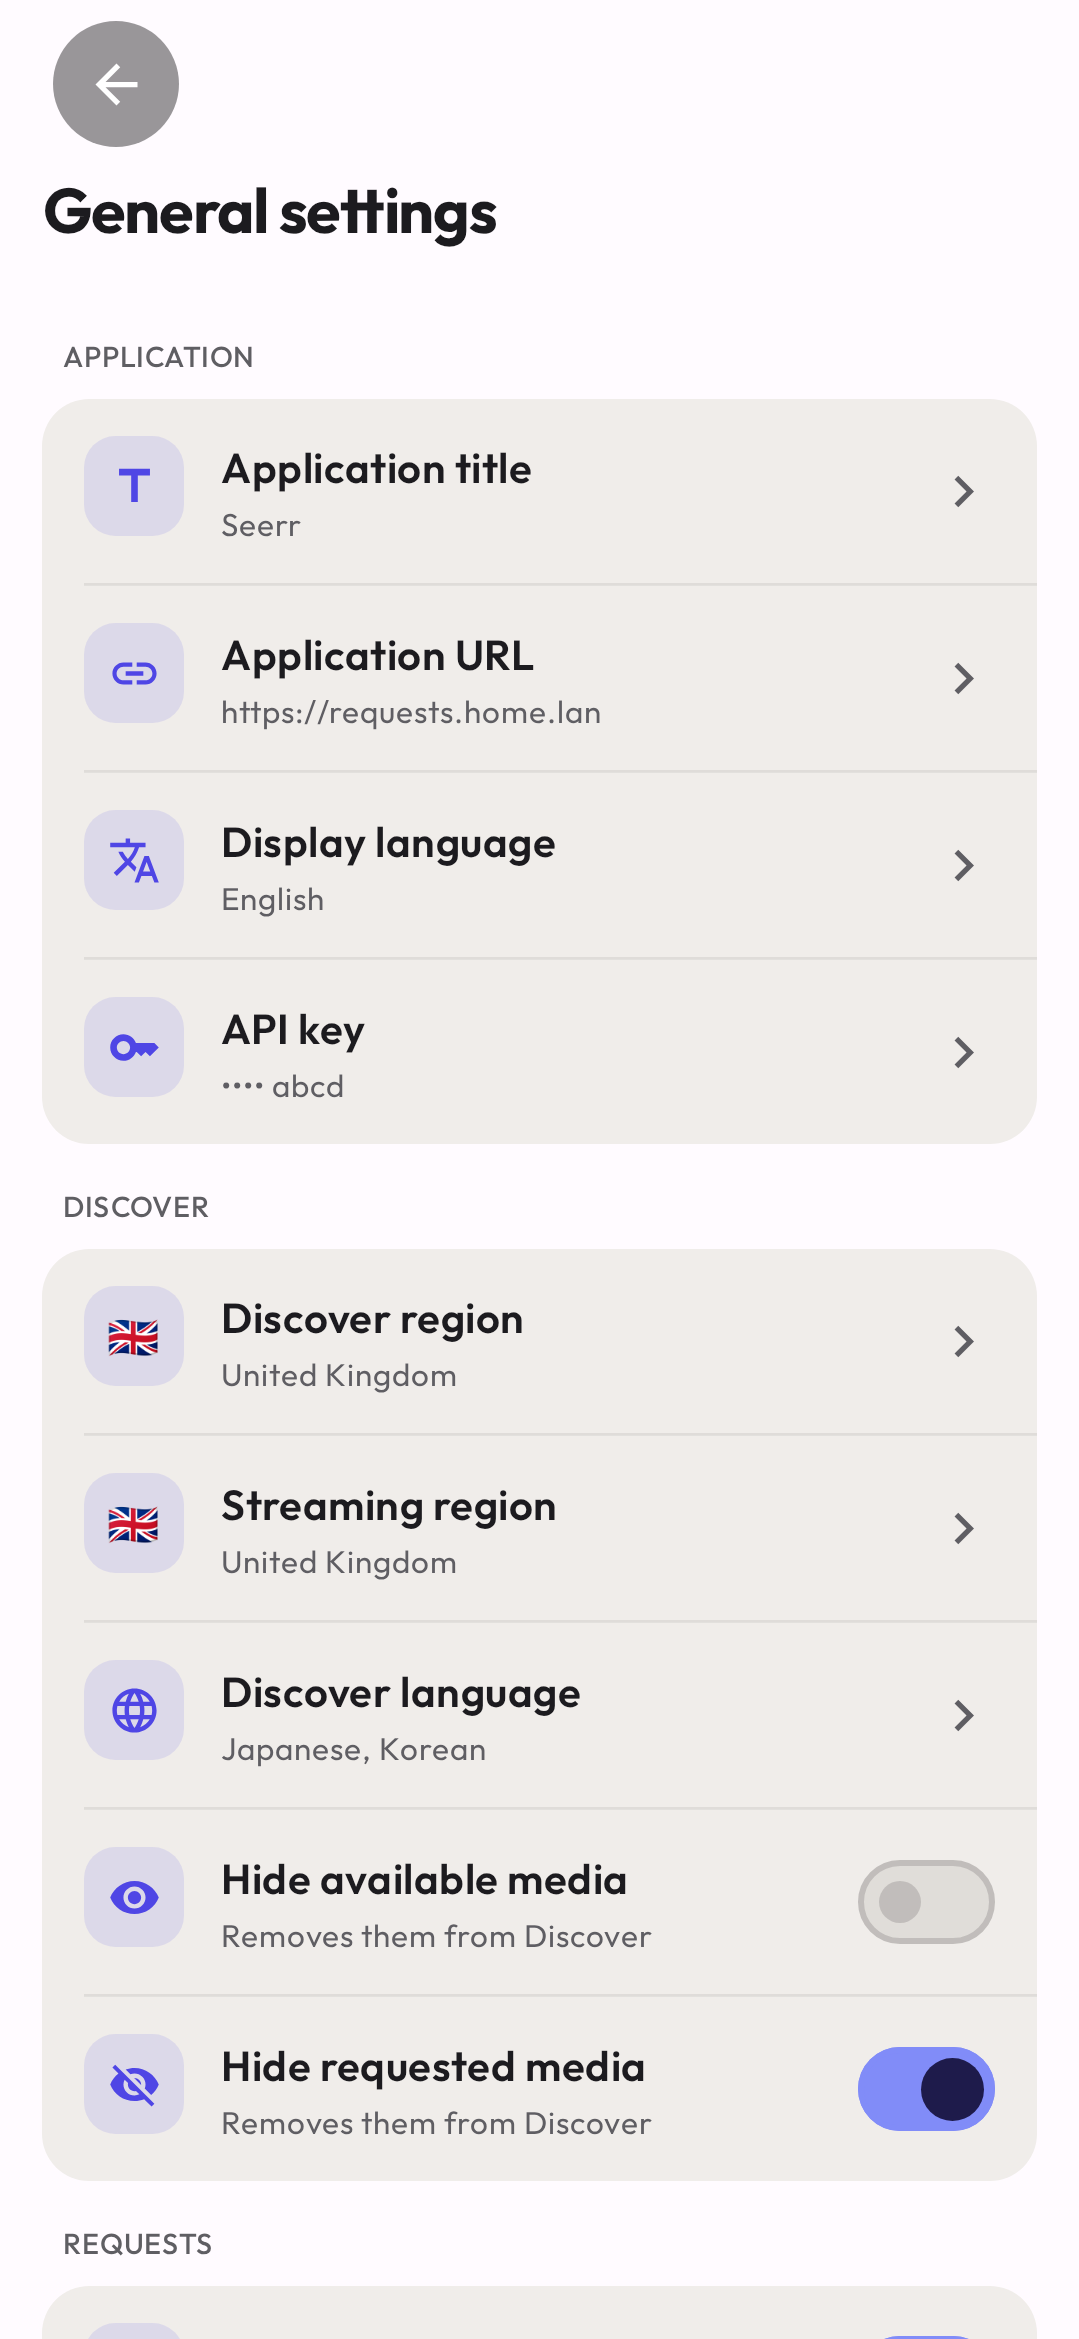 General settings
APPLICATION
Application title
Seerr
Application URL
https://requests.home.lan
Display language
English
API key
•••• abcd
DISCOVER
Discover region
United Kingdom
Streaming region
United Kingdom
Discover language
Japanese, Korean
Hide available media
Removes them from Discover
Hide requested media
Removes them from Discover
REQUESTS